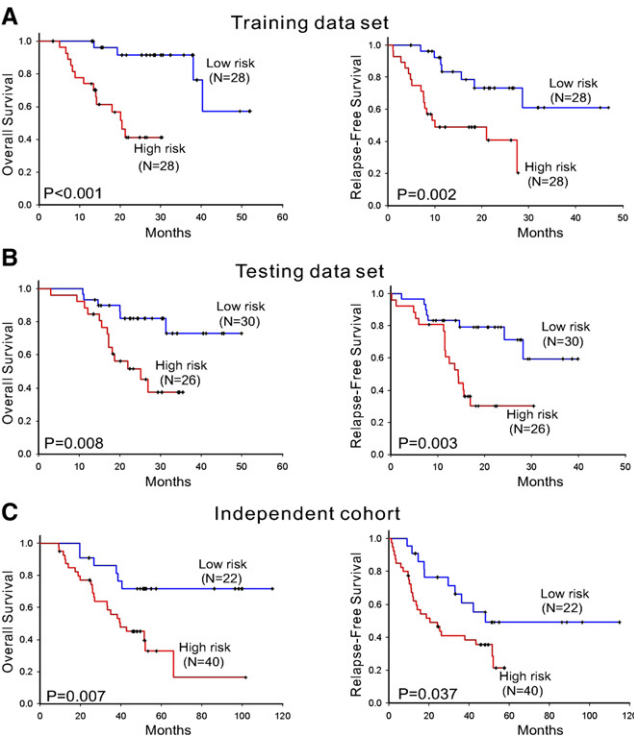 A
Training data set
Overall Survival
1.0
0.8
0.6
0.4
0.2
0.0
Low risk
(N=28)
High risk
(N=28)
P<0.001
0 10 20 30 40 50 60
Months
Relapse-Free Survival
1.0
0.8
0.6
0.4
0.2
0.0
Low risk
(N=28)
High risk
(N=28)
P=0.002
0 10 20 30 40 50
Months
B
Testing data set
Overall Survival
1.0
0.8
0.6
0.4
0.2
0.0
Low risk
(N=30)
High risk
(N=26)
P=0.008
0 10 20 30 40 50 60
Months
Relapse-Free Survival
1.0
0.8
0.6
0.4
0.2
0.0
Low risk
(N=30)
High risk
(N=26)
P=0.003
0 10 20 30 40 50
Months
C
Independent cohort
Overall Survival
1.0
0.8
0.6
0.4
0.2
0.0
Low risk
(N=22)
High risk
(N=40)
P=0.007
0 20 40 60 80 100 120
Months
Relapse-Free Survival
1.0
0.8
0.6
0.4
0.2
0.0
Low risk
(N=22)
High risk
(N=40)
P=0.037
0 20 40 60 80 100 120
Months